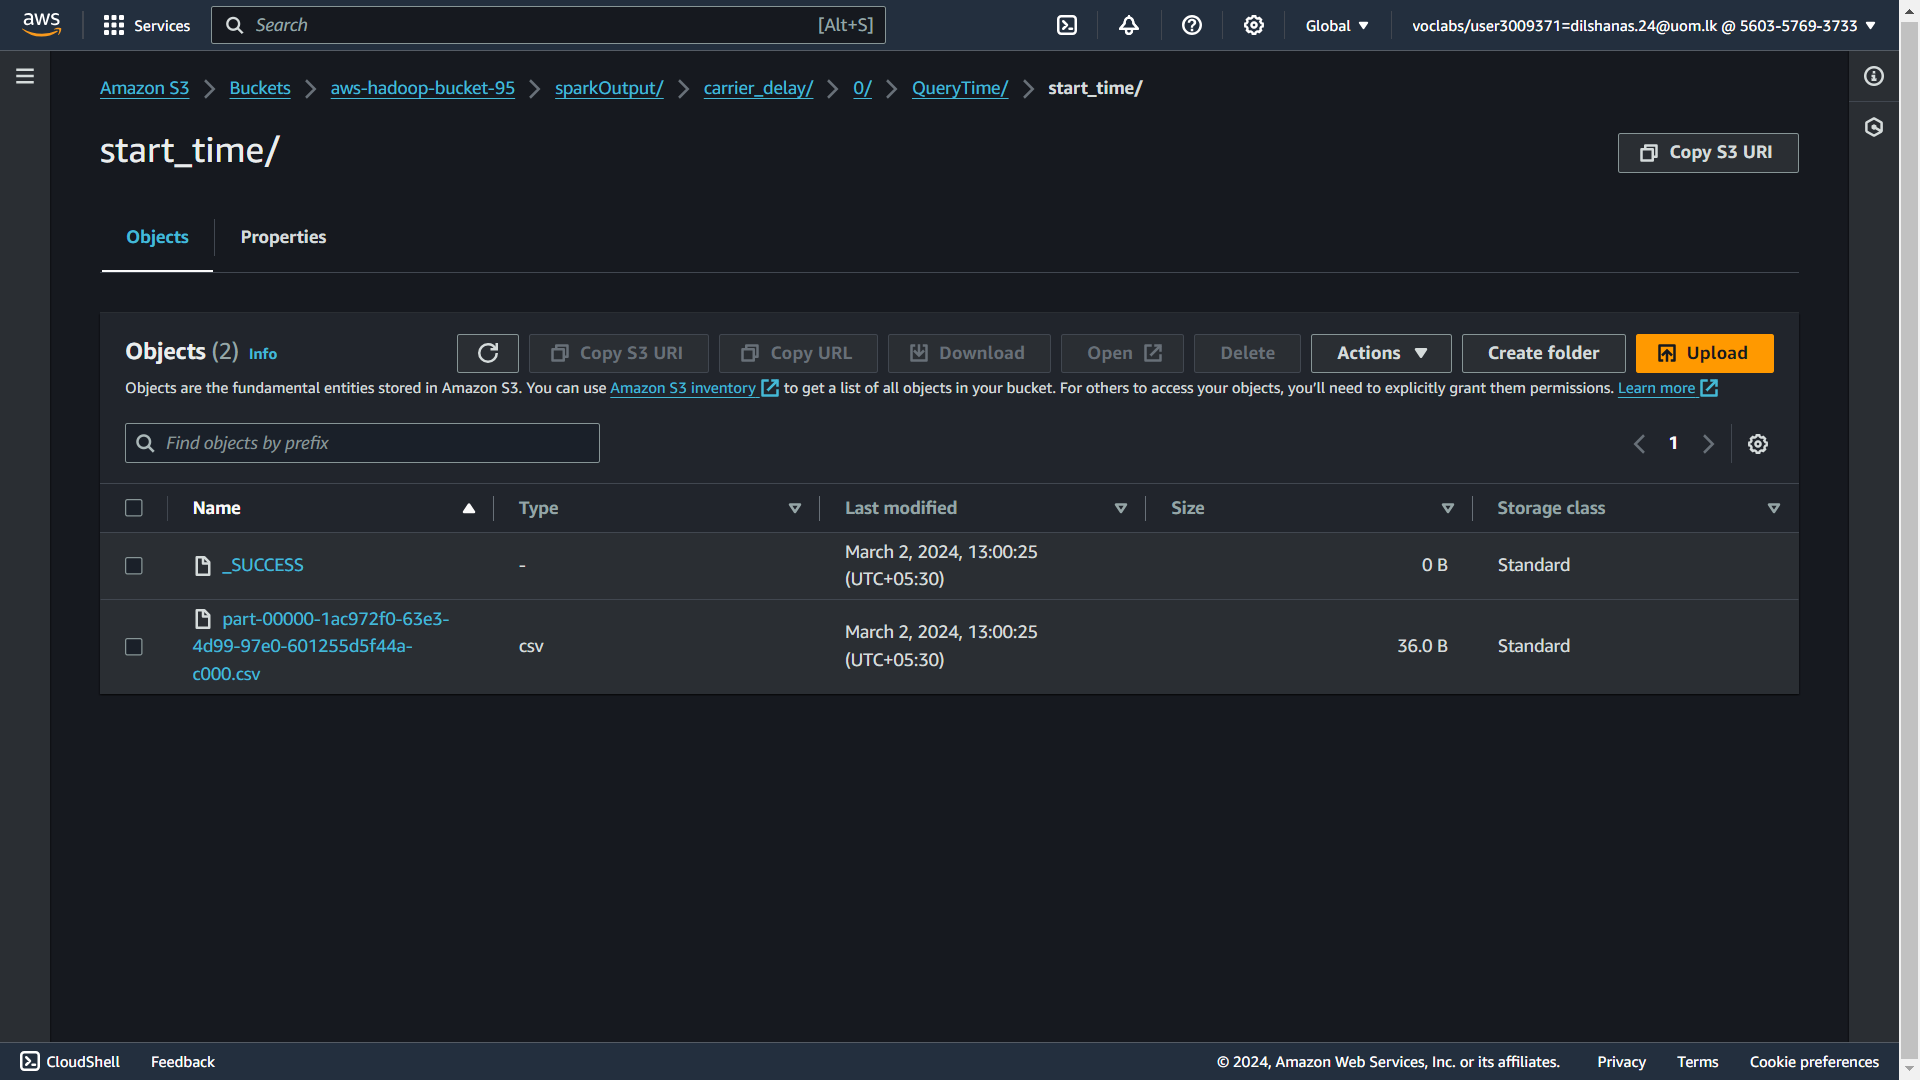 aws
Services
Search [Alt+S]
Global
voclabs/user3009371=dilshanas.24@uom.lk @ 5603-5769-3733
Amazon S3 Buckets aws-hadoop-bucket-95 sparkOutput/ carrier_delay/ 0/ QueryTime/ start_time/
start_time/
Copy S3 URI
Objects Properties
Objects (2) Info
Copy S3 URI Copy URL Download Open Delete Actions Create folder Upload
Objects are the fundamental entities stored in Amazon S3. You can use Amazon S3 inventory to get a list of all objects in your bucket. For others to access your objects, you’ll need to explicitly grant them permissions. Learn more
Find objects by prefix
1
Name Type Last modified Size Storage class
_SUCCESS - March 2, 2024, 13:00:25 (UTC+05:30) 0 B Standard
part-00000-1ac972f0-63e3-
4d99-97e0-601255d5f44a-
c000.csv
csv
March 2, 2024, 13:00:25
(UTC+05:30)
36.0 B
Standard
CloudShell Feedback
© 2024, Amazon Web Services, Inc. or its affiliates. Privacy Terms Cookie preferences